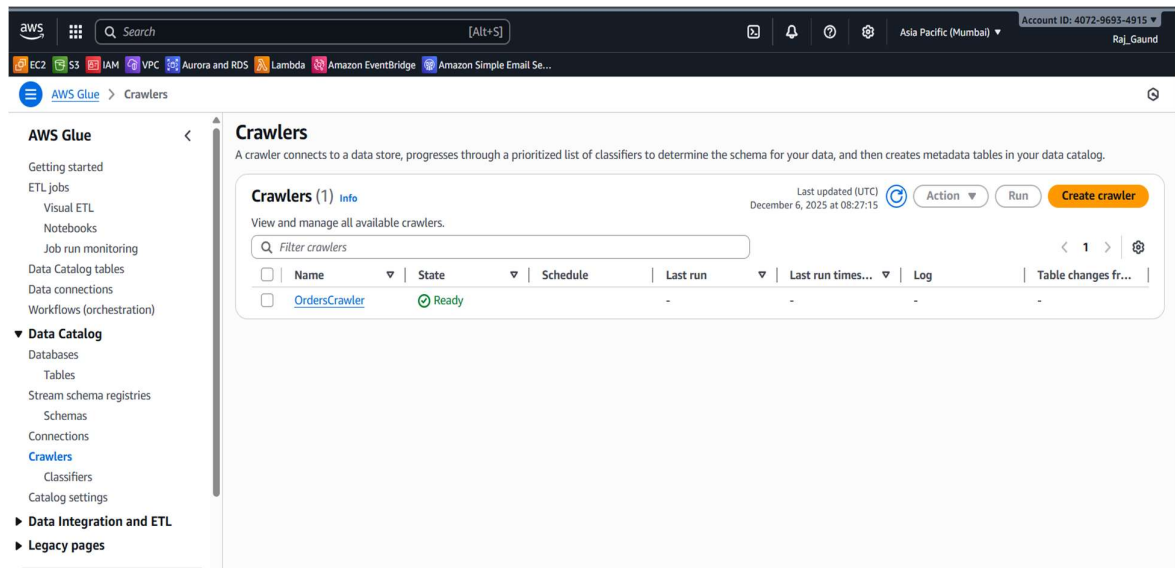 aws
Search
[Alt+S]
Asia Pacific (Mumbai) ▼
Account ID: 4072-9693-4915 ▼
Raj_Gaund
EC2 S3 IAM VPC Aurora and RDS Lambda Amazon EventBridge Amazon Simple Email Se...
AWS Glue > Crawlers
AWS Glue
Getting started
ETL jobs
Visual ETL
Notebooks
Job run monitoring
Data Catalog tables
Data connections
Workflows (orchestration)
Data Catalog
Databases
Tables
Stream schema registries
Schemas
Connections
Crawlers
Classifiers
Catalog settings
Data Integration and ETL
Legacy pages
Crawlers
A crawler connects to a data store, progresses through a prioritized list of classifiers to determine the schema for your data, and then creates metadata tables in your data catalog.
Crawlers (1) Info
Last updated (UTC)
December 6, 2025 at 08:27:15
Action ▼
Run
Create crawler
View and manage all available crawlers.
Filter crawlers
< 1 >
Name State Schedule Last run Last run times... Log Table changes fr...
OrdersCrawler Ready - - - -